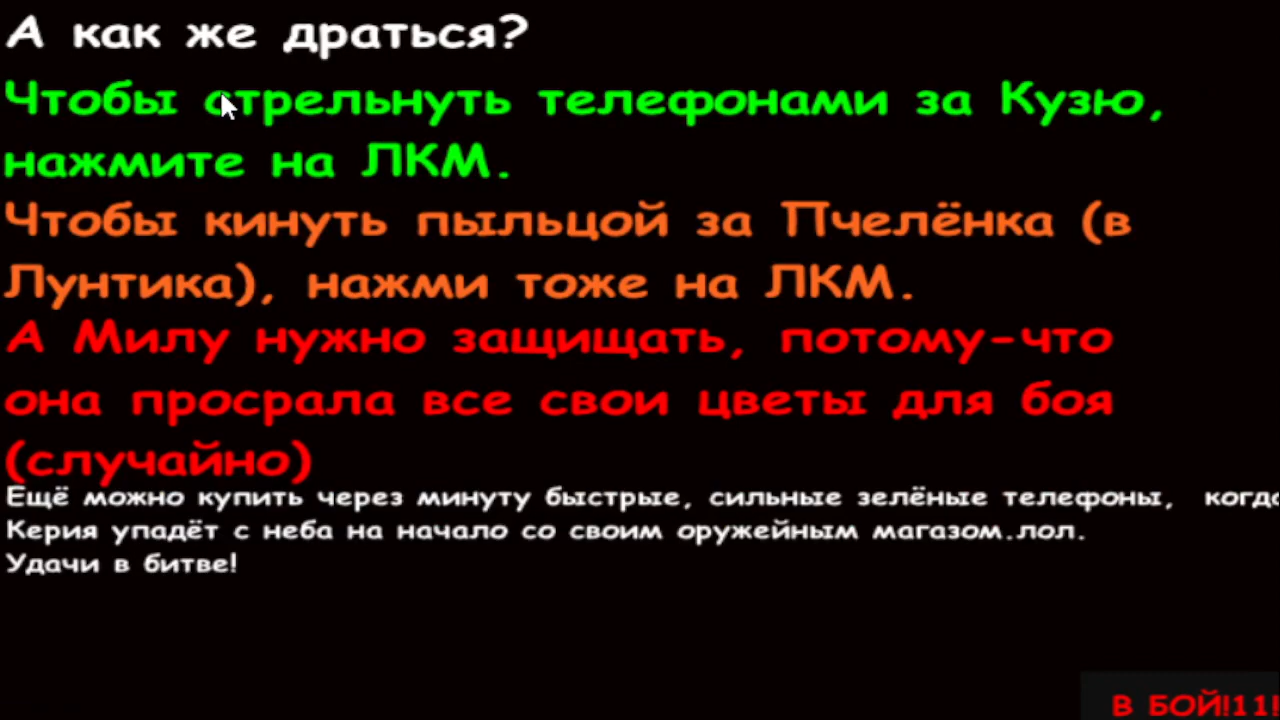 А как же драться?
Чтобы стрельнуть телефонами за Кузю,
нажмите на ЛКМ.
Чтобы кинуть пыльцой за Пчелёнка (в
Лунтика), нажми тоже на ЛКМ.
А Милу нужно защищать, потому-что
она просрала все свои цветы для боя
(случайно)
Ещё можно купить через минуту быстрые, сильные зелёные телефоны,
Керия упадёт с неба на начало со своим оружейным магазом.лол.
Удачи в битве!
В БОЙ!11!